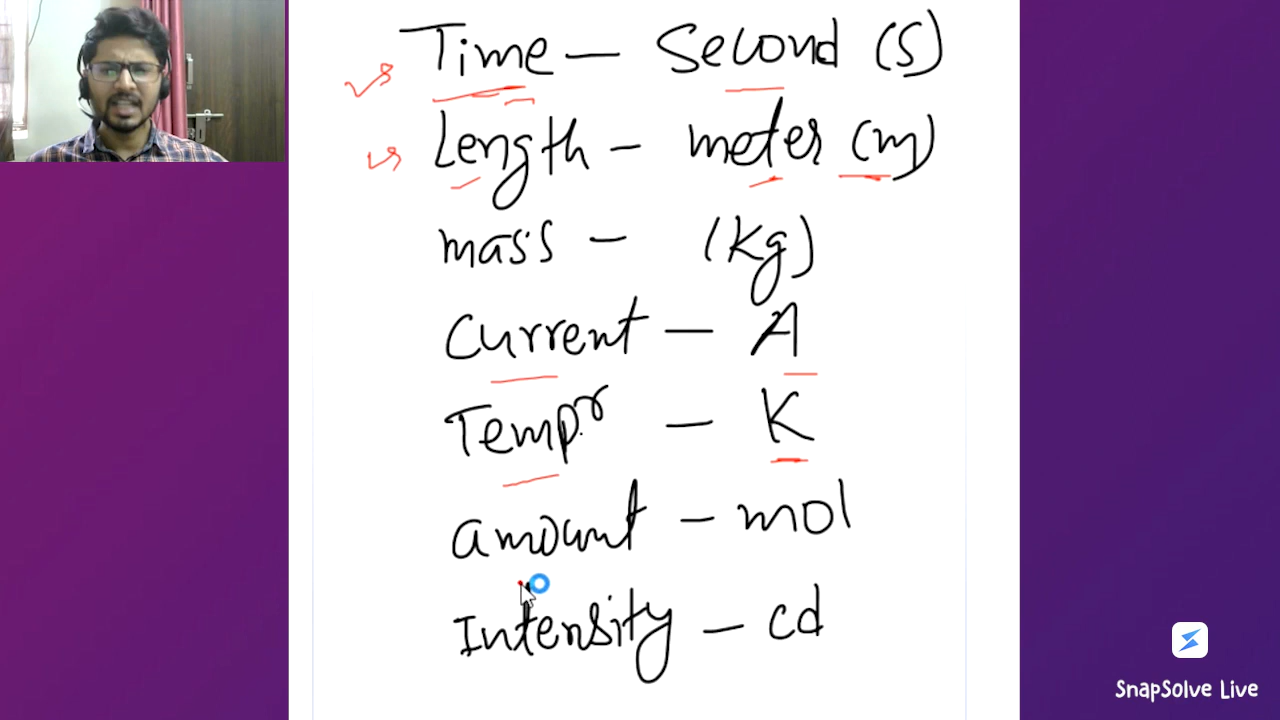 Time – Second (S)
Length – meter (m)
mass – (kg)
Current – A
Tempr – K
amount – mol
Intensity – cd
SnapSolve Live